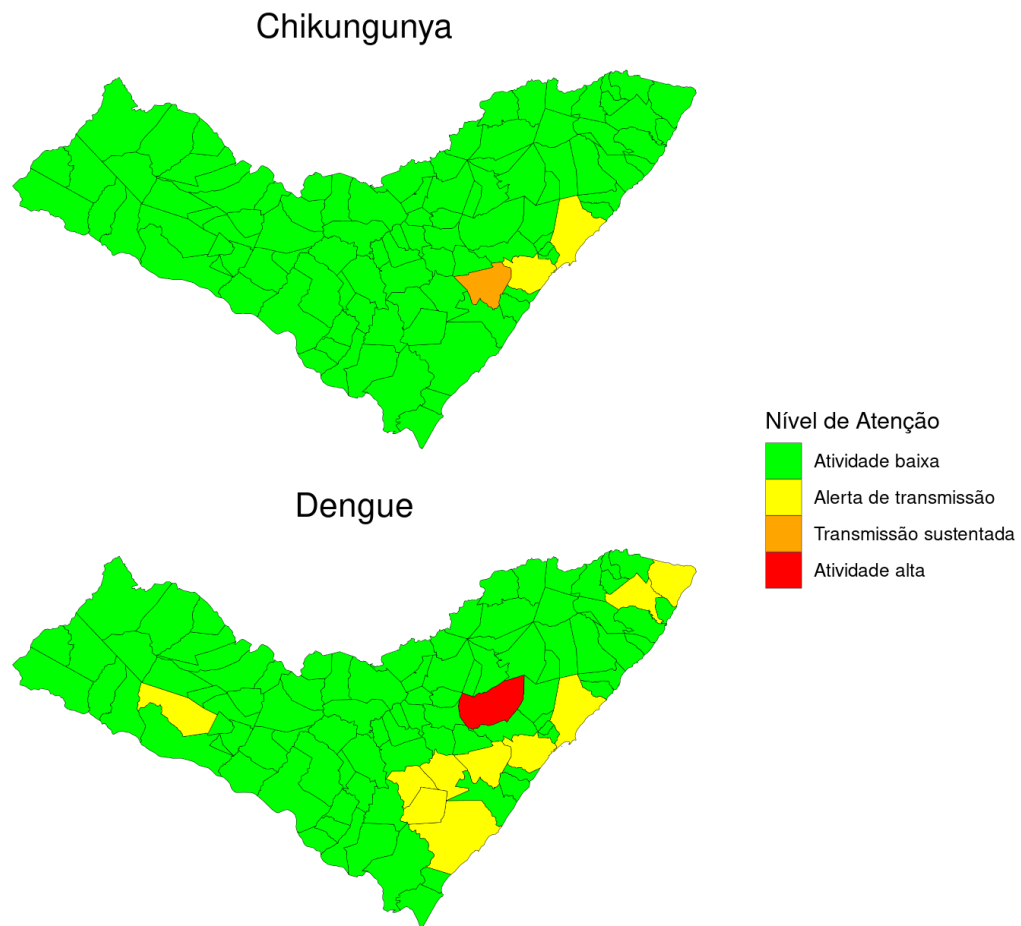 Chikungunya
Nível de Atenção
Atividade baixa
Alerta de transmissão
Transmissão sustentada
Atividade alta
Dengue